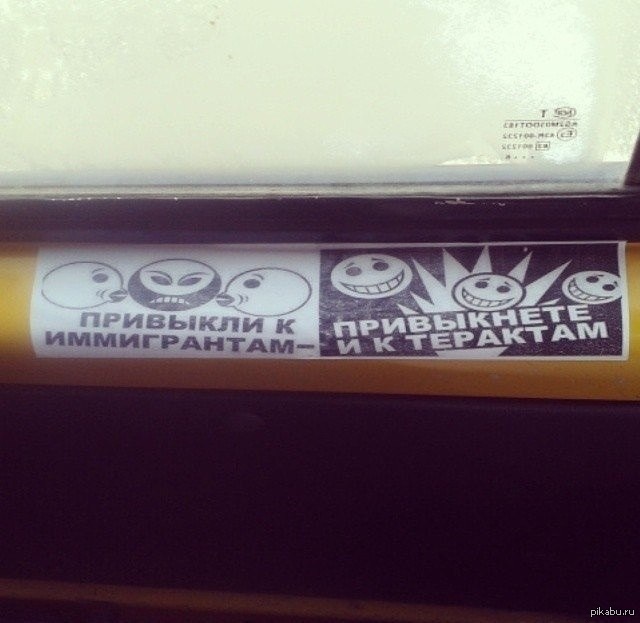 ПРИВЫКЛИ К
ИММИГРАНТАМ–
ПРИВЫКНЕТЕ
И К ТЕРАКТАМ
pikabu.ru